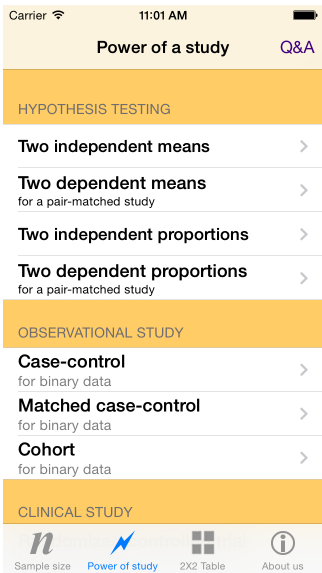 Carrier 11:01 AM
Power of a study Q&A
HYPOTHESIS TESTING
Two independent means
Two dependent means
for a pair-matched study
Two independent proportions
Two dependent proportions
for a pair-matched study
OBSERVATIONAL STUDY
Case-control
for binary data
Matched case-control
for binary data
Cohort
for binary data
CLINICAL STUDY
n
Sample size Power of study 2X2 Table About us